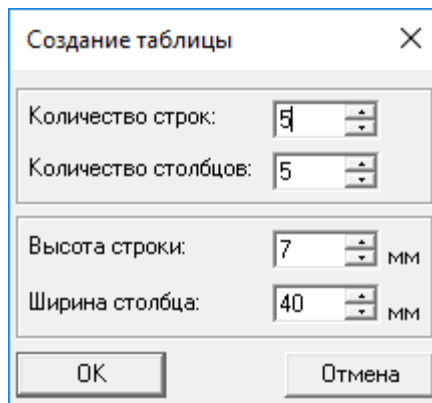 Создание таблицы
Количество строк: 5
Количество столбцов: 5
Высота строки: 7 мм
Ширина столбца: 40 мм
OK Отмена